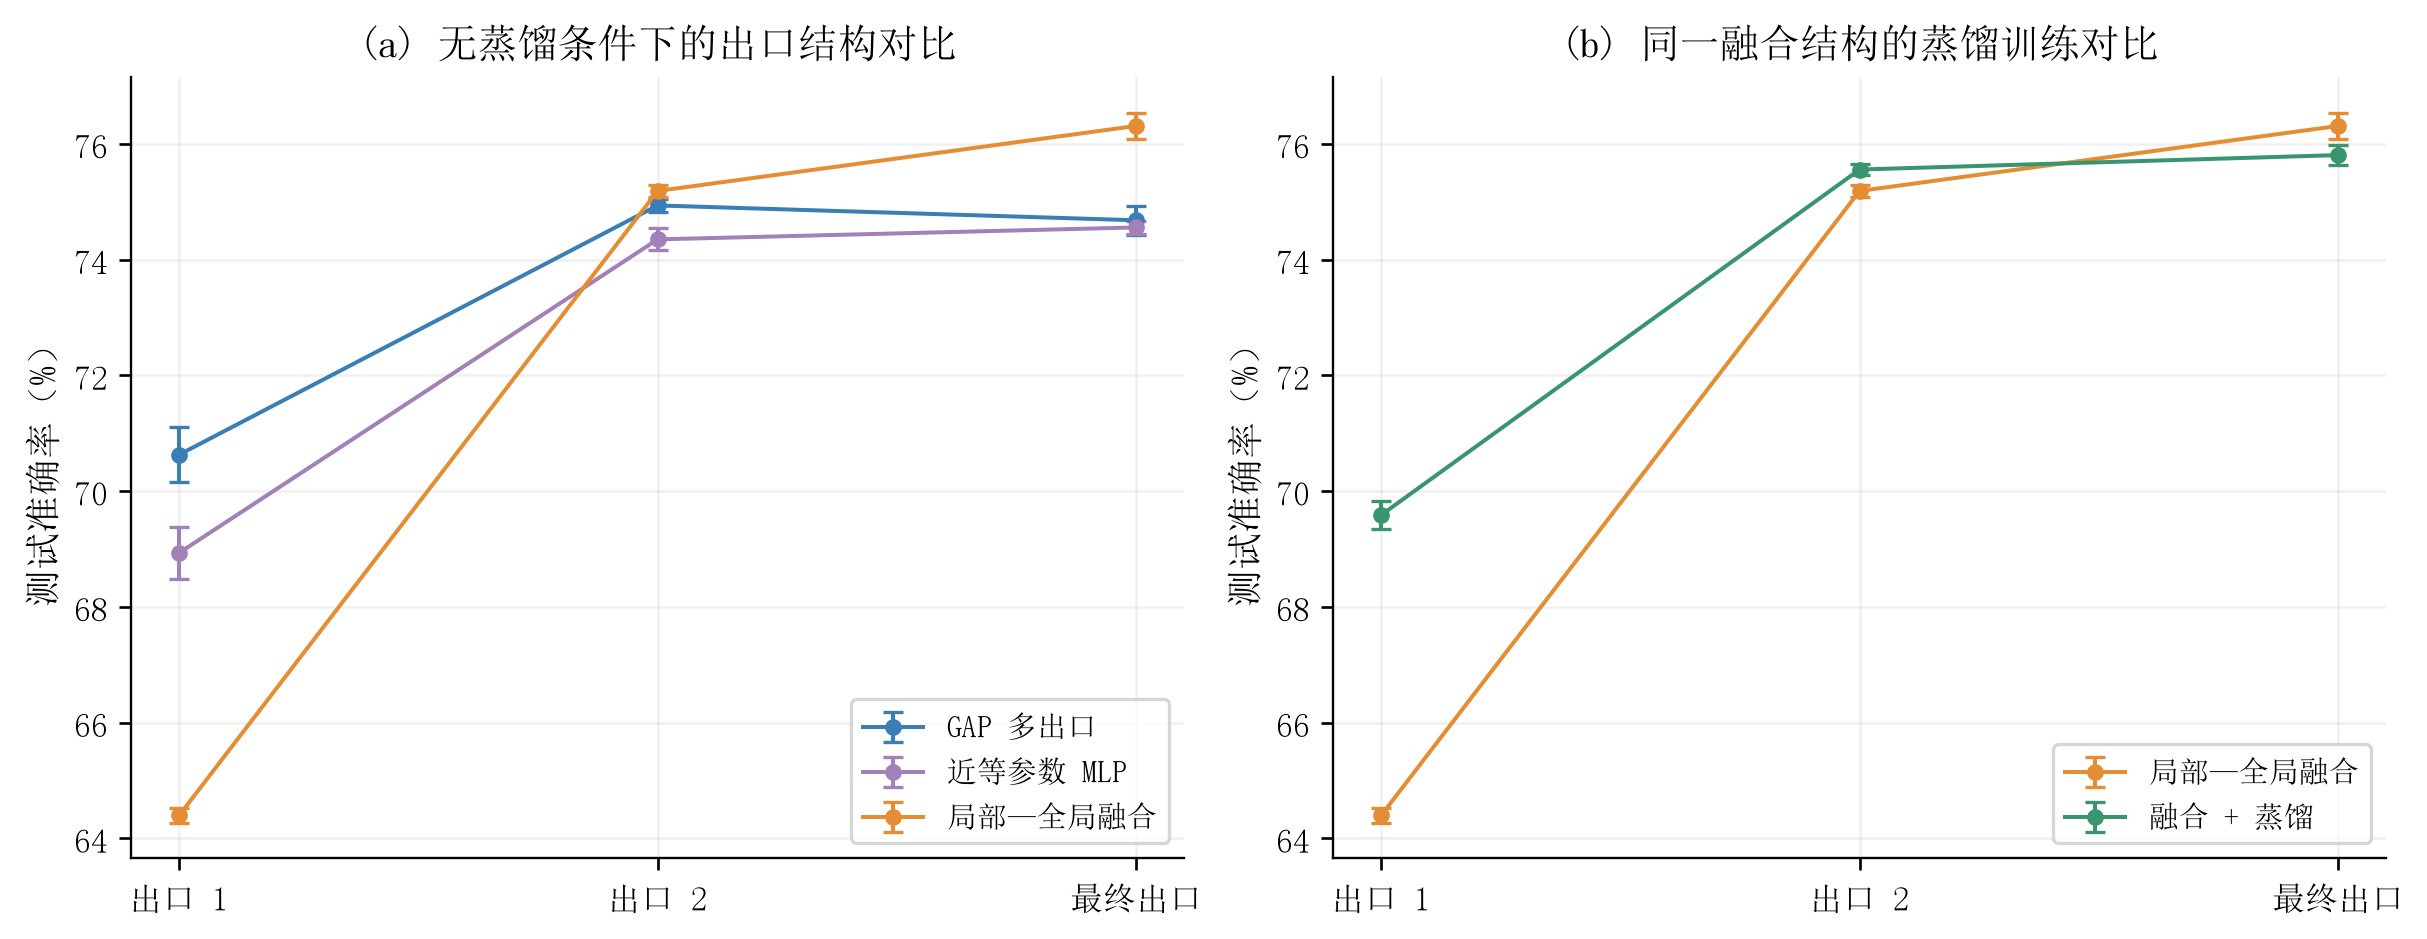 (a) 无蒸馏条件下的出口结构对比
测试准确率 (%)
76
74
72
70
68
66
64
GAP 多出口
近等参数 MLP
局部—全局融合
出口 1
出口 2
最终出口
(b) 同一融合结构的蒸馏训练对比
测试准确率 (%)
76
74
72
70
68
66
64
局部—全局融合
融合 + 蒸馏
出口 1
出口 2
最终出口